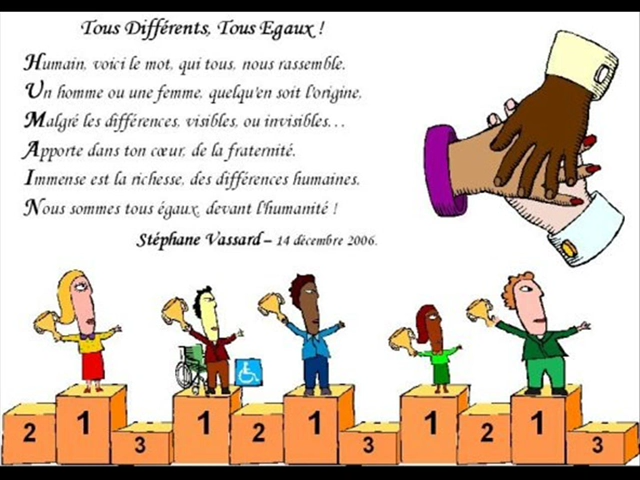 Tous Différents, Tous Egaux !
Humain, voici le mot, qui tous, nous rassemble.
Un homme ou une femme, quelqu'en soit l'origine,
Malgré les différences, visibles, ou invisibles...
Apporte dans ton cœur, de la fraternité.
Immense est la richesse, des différences humaines.
Nous sommes tous égaux, devant l'humanité !
Stéphane Vassard – 14 décembre 2006.
2 1 3 1 2 1 3 1 2 1 3